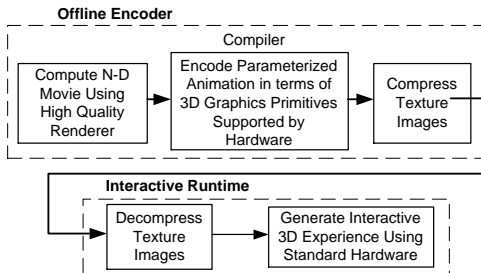 Offline Encoder
Compiler
Compute N-D
Movie Using
High Quality
Renderer
Encode Parameterized
Animation in terms of
3D Graphics Primitives
Supported by
Hardware
Compress
Texture
Images
Interactive Runtime
Decompress
Texture
Images
Generate Interactive
3D Experience Using
Standard Hardware